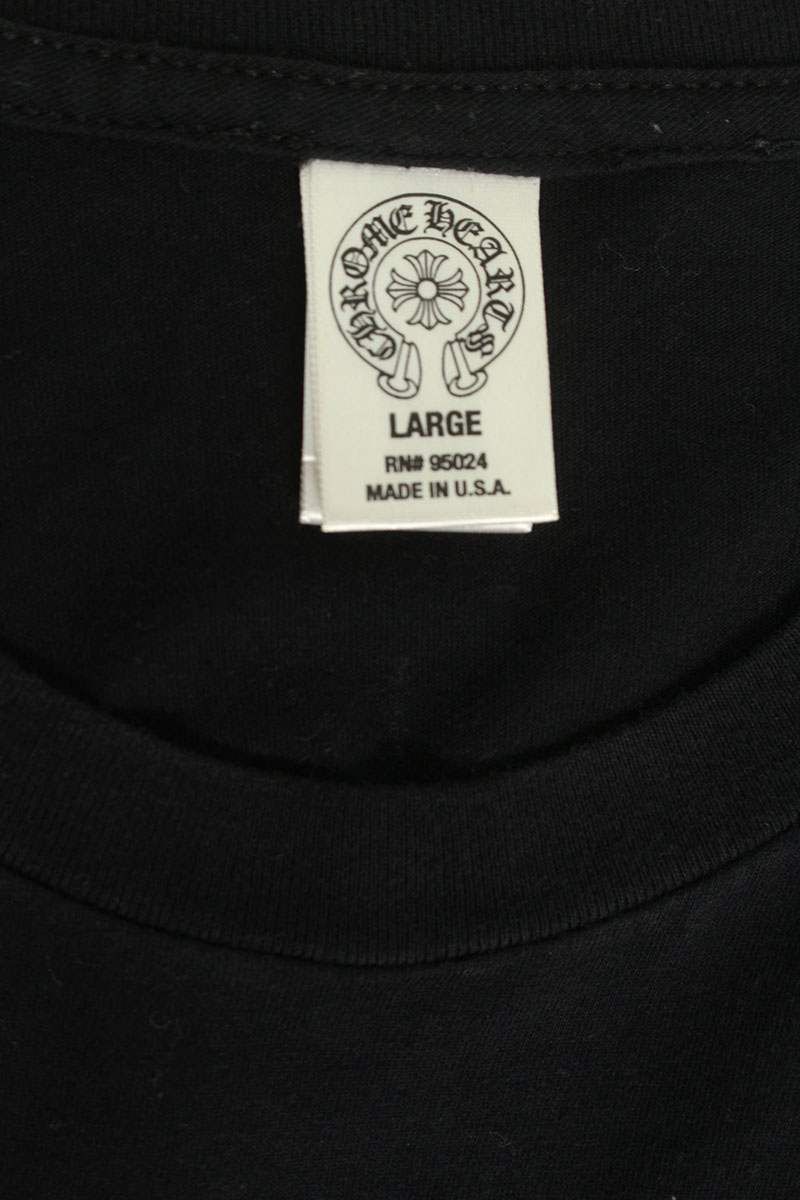 CHROME HEARTS
LARGE
RN# 95024
MADE IN U.S.A.